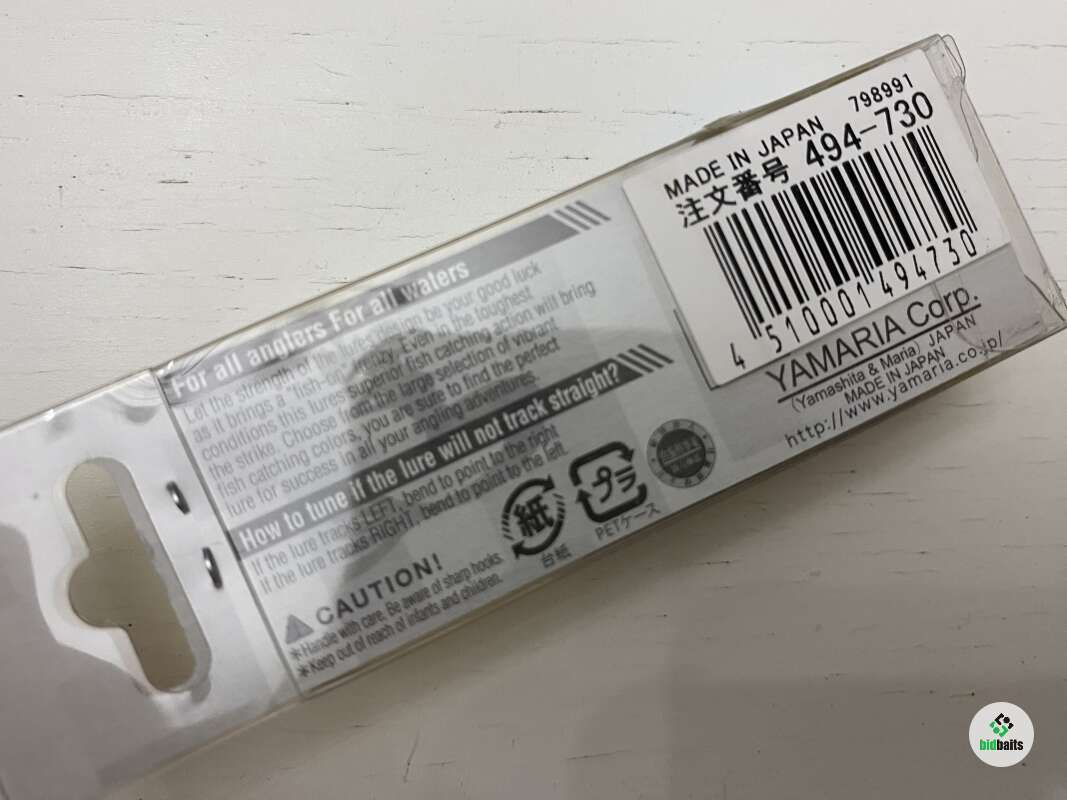 798991
MADE IN JAPAN
注文番号 494-730
4 510001 494730
YAMARIA Corp.
(Yamashita & Maria) JAPAN
MADE IN JAPAN
http://www.yamaria.co.jp/
For all anglers For all waters
Let the strength of the lures design be your good luck
as it brings a "fish-on" frenzy. Even in the toughest
conditions this lures superior fish catching action will bring
the strike. Choose from the large selection of vibrant
fish catching colors, you are sute to find the perfect
lure for success in all your angling adventures.
How to tune if the lure will not track straight?
If the lure tracks LEFT, bend to point to the right
If the lure tracks RIGHT, bend to point to the left.
紙
台紙
プラ
PETケース
CAUTION!
*Handle with care. Be aware of sharp hooks.
*Keep out of reach of infants and children.
bidbaits